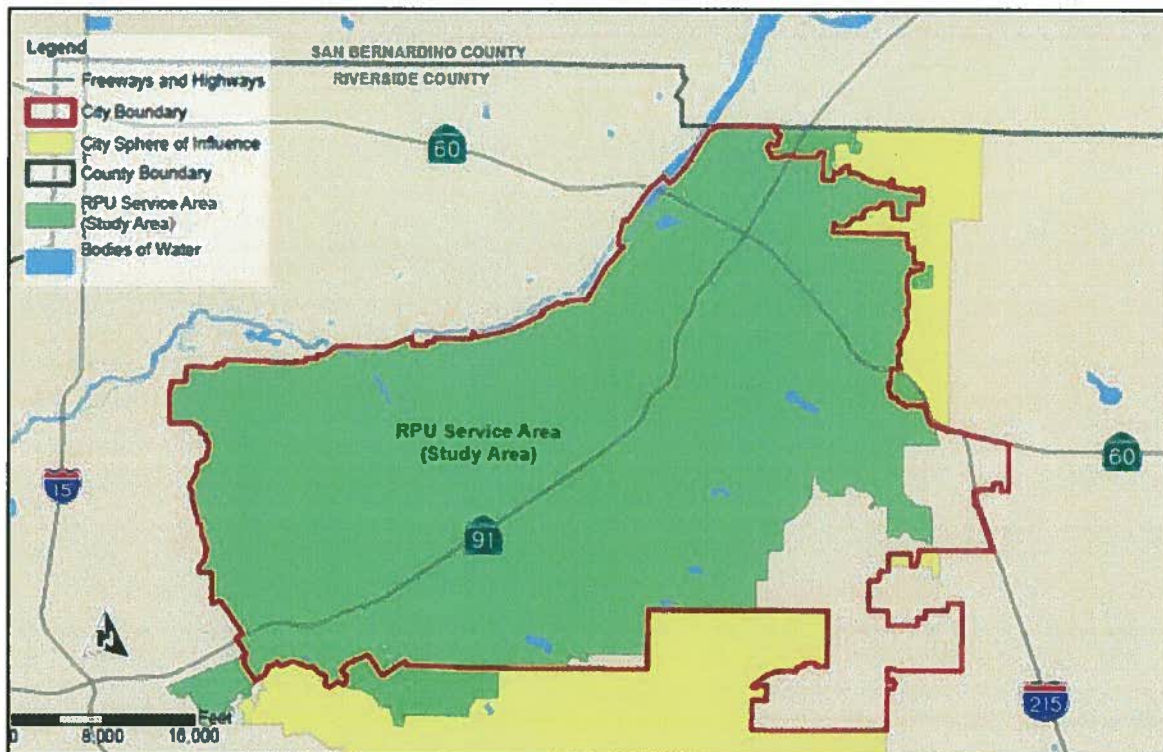 Legend
Freeways and Highways
City Boundary
City Sphere of Influence
County Boundary
RPU Service Area
(Study Area)
Bodies of Water
SAN BERNARDINO COUNTY
RIVERSIDE COUNTY
60
RPU Service Area
(Study Area)
15
60
91
215
Feet
0 8,000 16,000